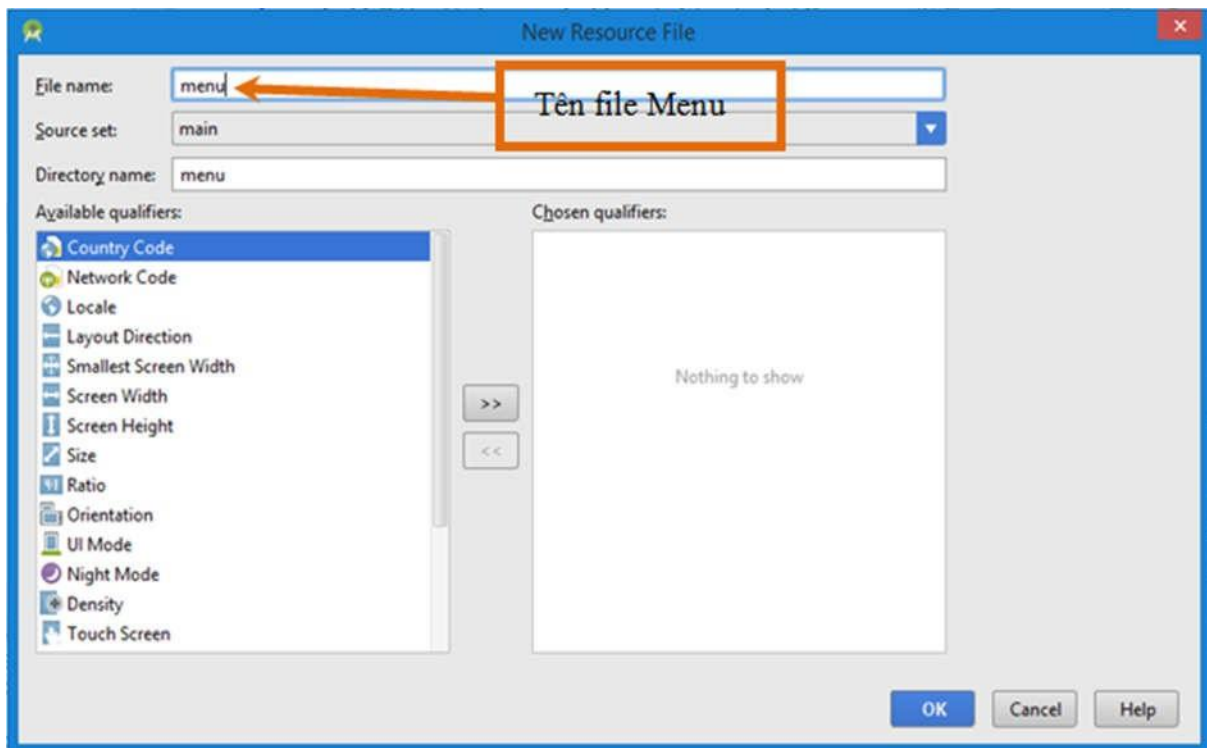 New Resource File
File name: menu
Tên file Menu
Source set: main
Directory name: menu
Available qualifiers:
Chosen qualifiers:
Country Code
Network Code
Locale
Layout Direction
Smallest Screen Width
Screen Width
Screen Height
Size
Ratio
Orientation
UI Mode
Night Mode
Density
Touch Screen
>>
<<
Nothing to show
OK
Cancel
Help